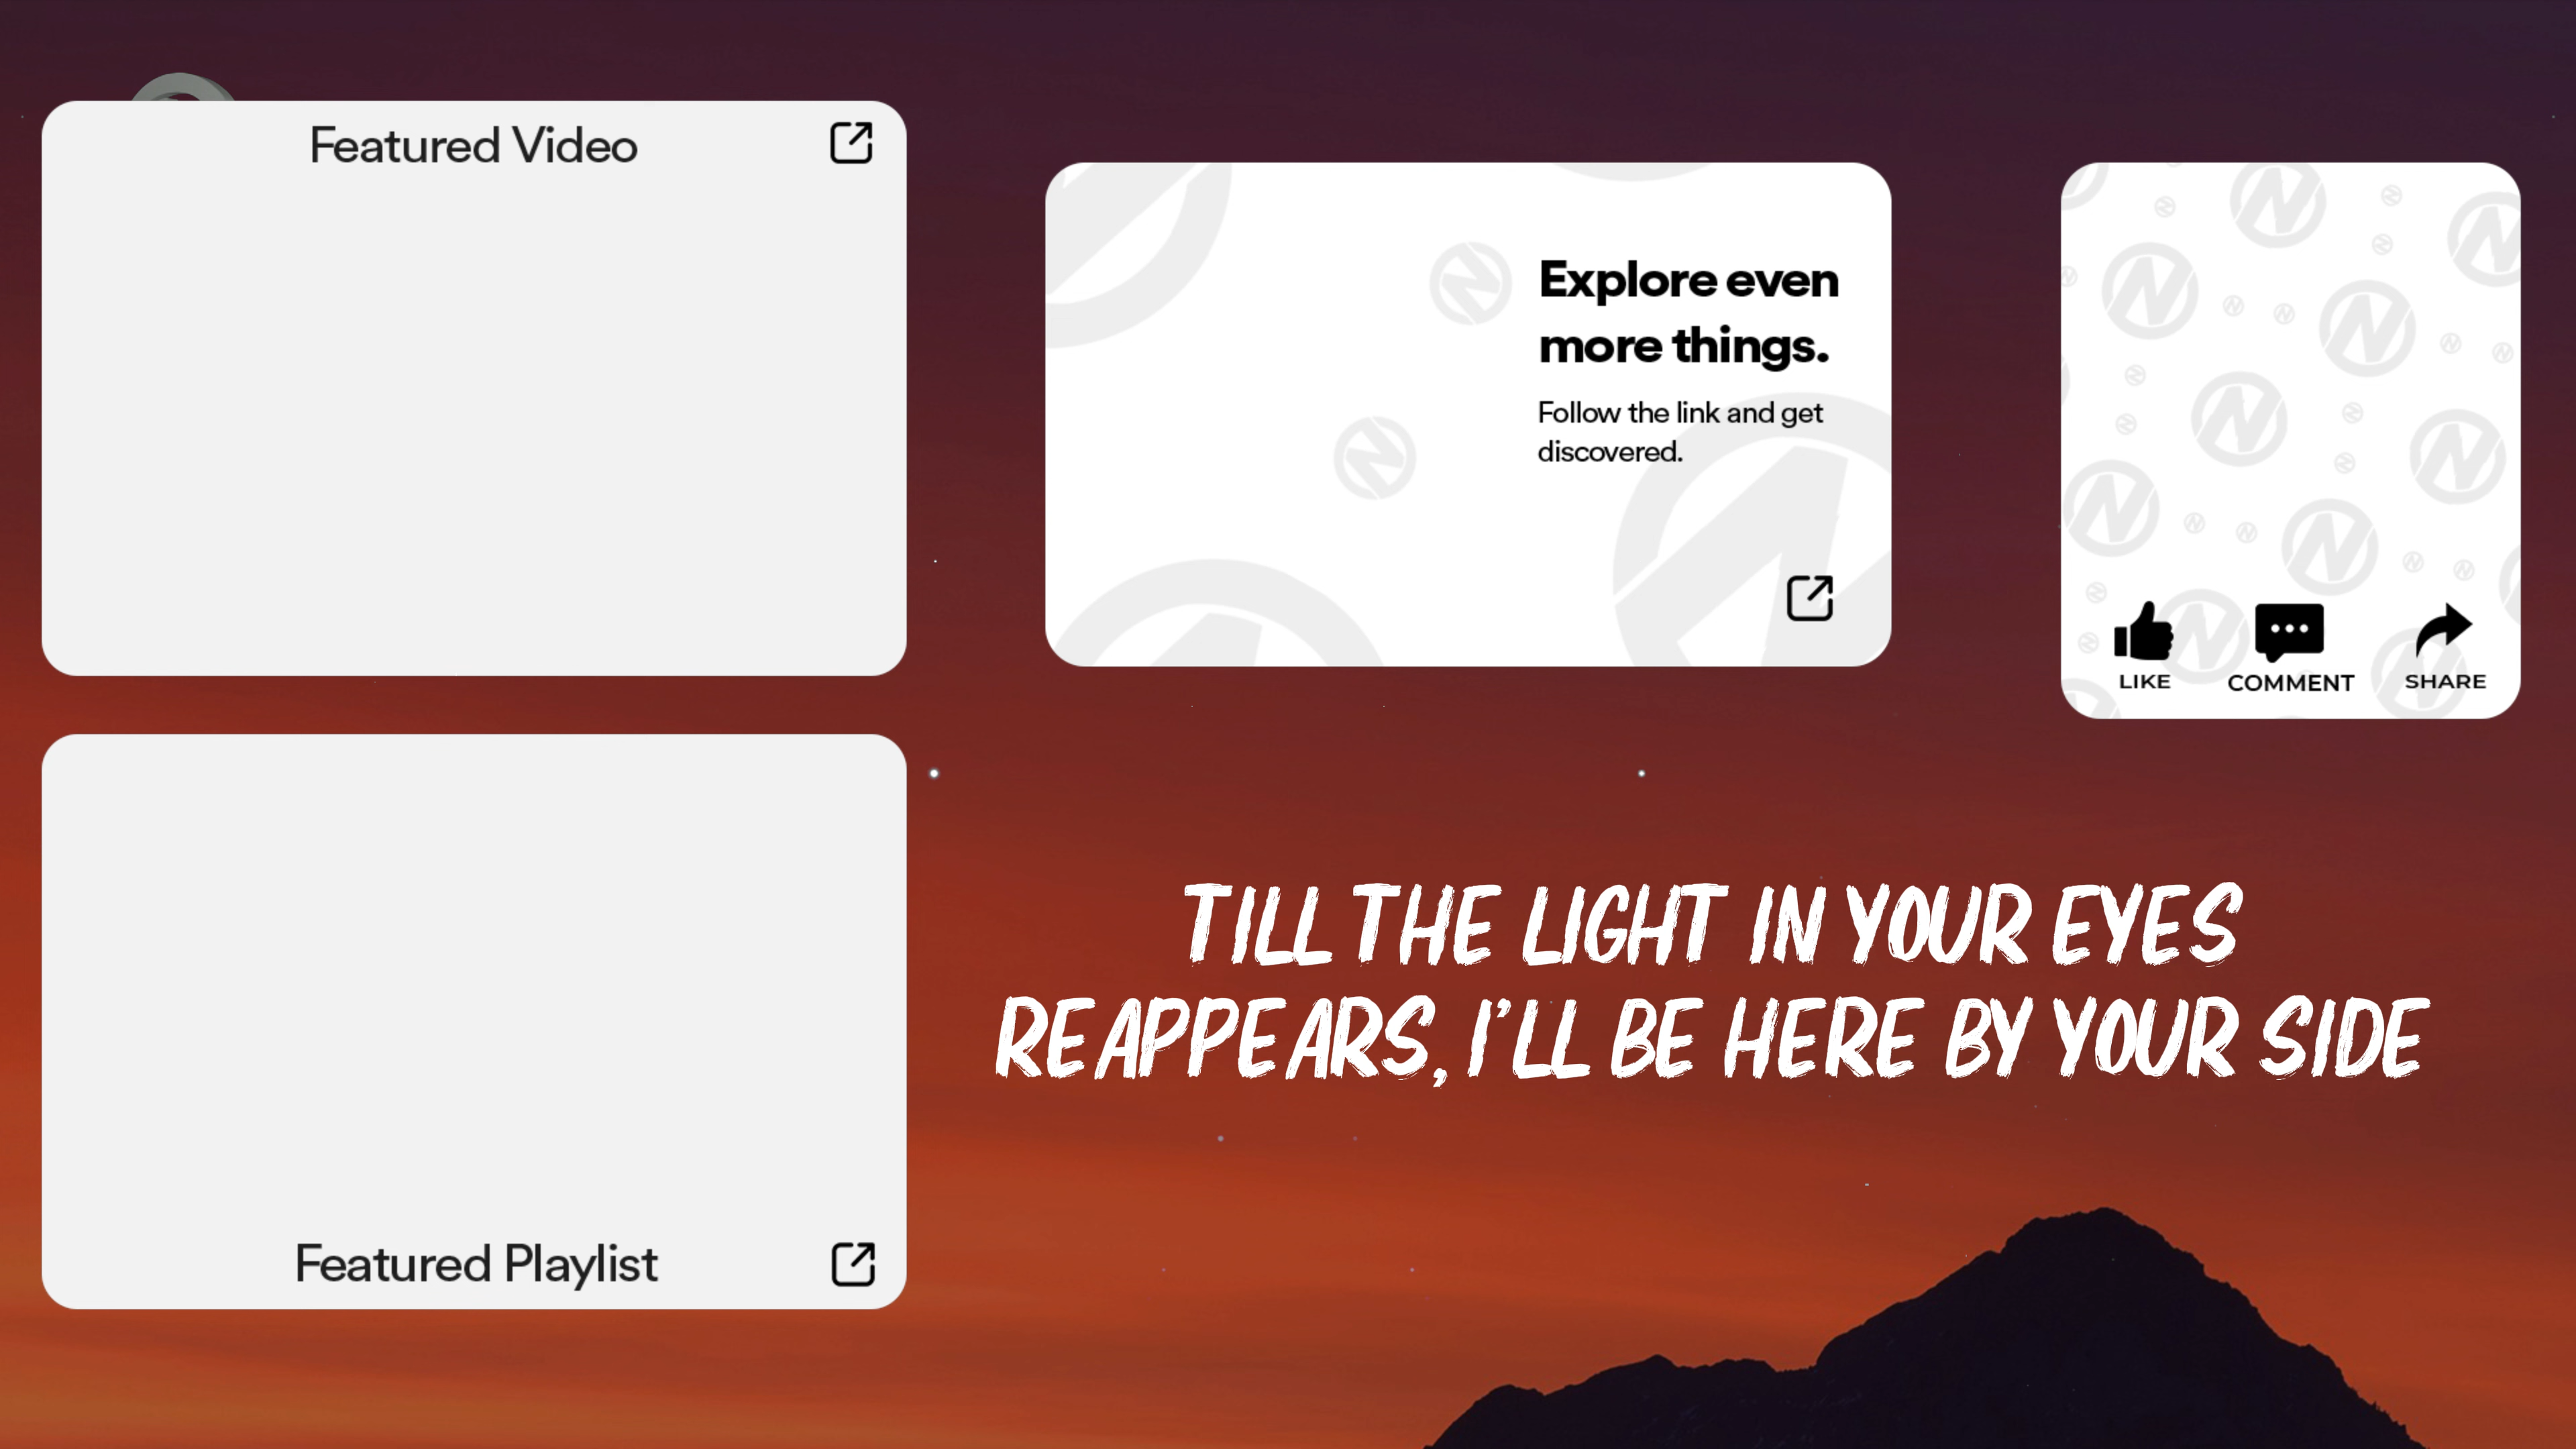 Featured Video
Explore even
more things.
Follow the link and get
discovered.
LIKE
COMMENT
SHARE
TILL THE LIGHT IN YOUR EYES
REAPPEARS, I'LL BE HERE BY YOUR SIDE
Featured Playlist